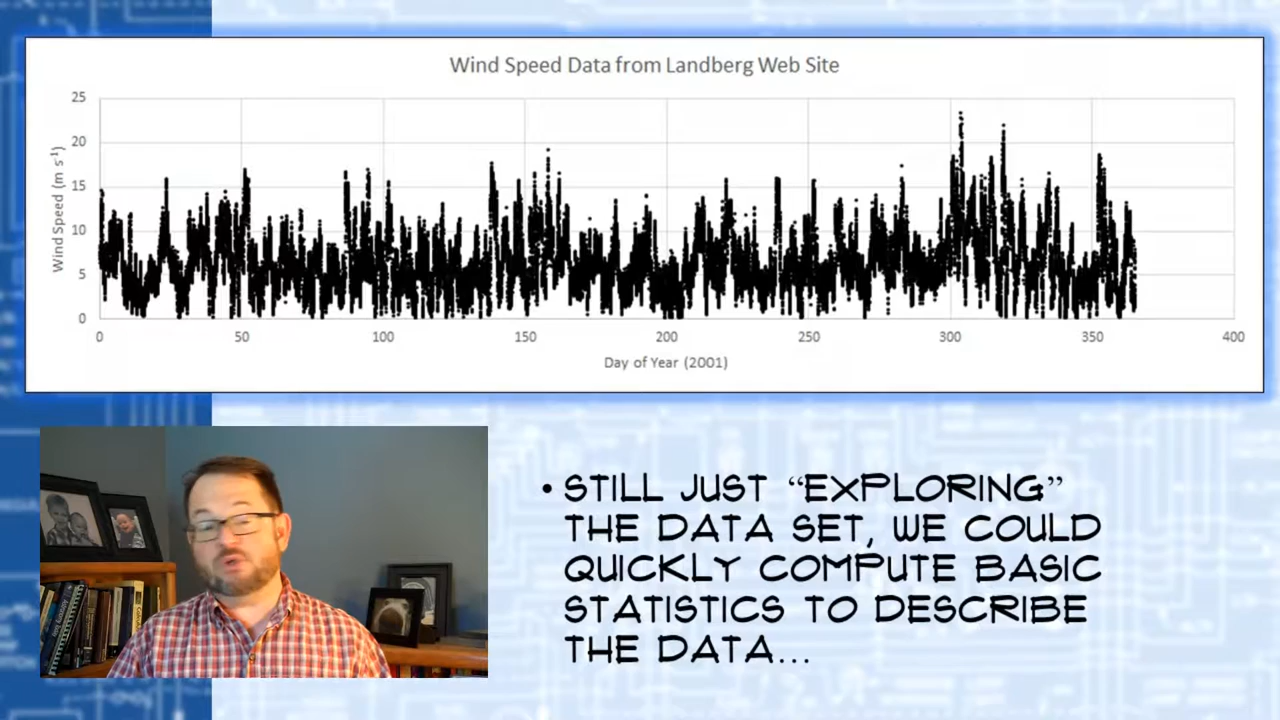 Wind Speed Data from Landberg Web Site
Wind Speed (m s-1)
25
20
15
10
5
0
0 50 100 150 200 250 300 350 400
Day of Year (2001)
• STILL JUST “EXPLORING”
THE DATA SET, WE COULD
QUICKLY COMPUTE BASIC
STATISTICS TO DESCRIBE
THE DATA...